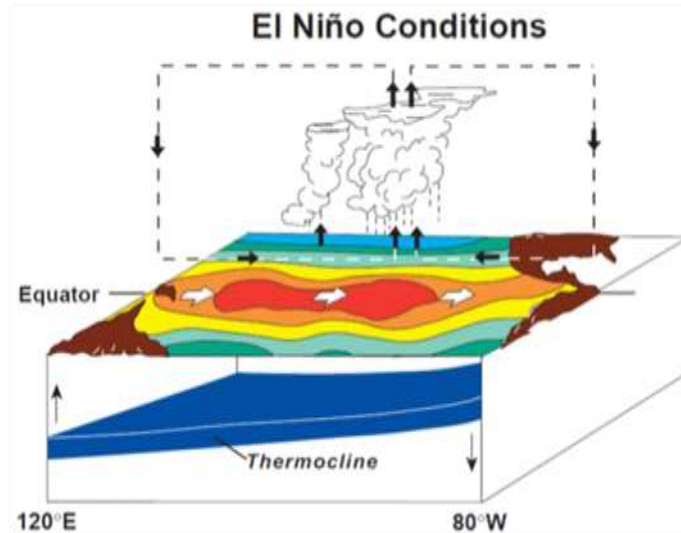 El Niño Conditions
Equator
Thermocline
120°E
80°W